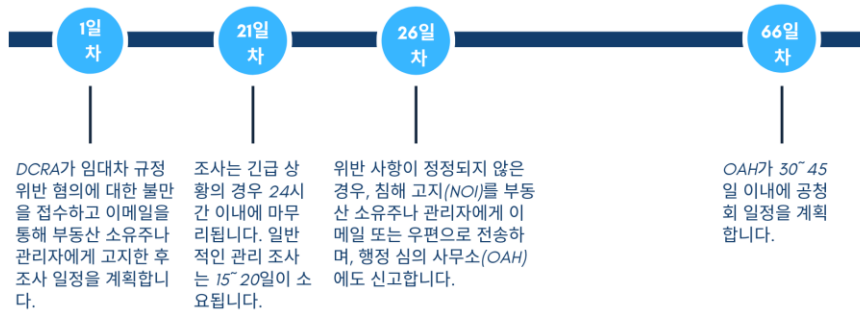 1일
차
21일
차
26일
차
66일
차
DCRA가 임대차 규정
위반 혐의에 대한 불만
을 접수하고 이메일을
통해 부동산 소유주나
관리자에게 고지한 후
조사 일정을 계획합니
다.
조사는 긴급 상
황의 경우 24시
간 이내에 마무
리됩니다. 일반
적인 관리 조사
는 15~20일이 소
요됩니다.
위반 사항이 정정되지 않은
경우, 침해 고지(NOI)를 부동
산 소유주나 관리자에게 이
메일 또는 우편으로 전송하
며, 행정 심의 사무소(OAH)
에도 신고합니다.
OAH가 30~45
일 이내에 공청
회 일정을 계획
합니다.